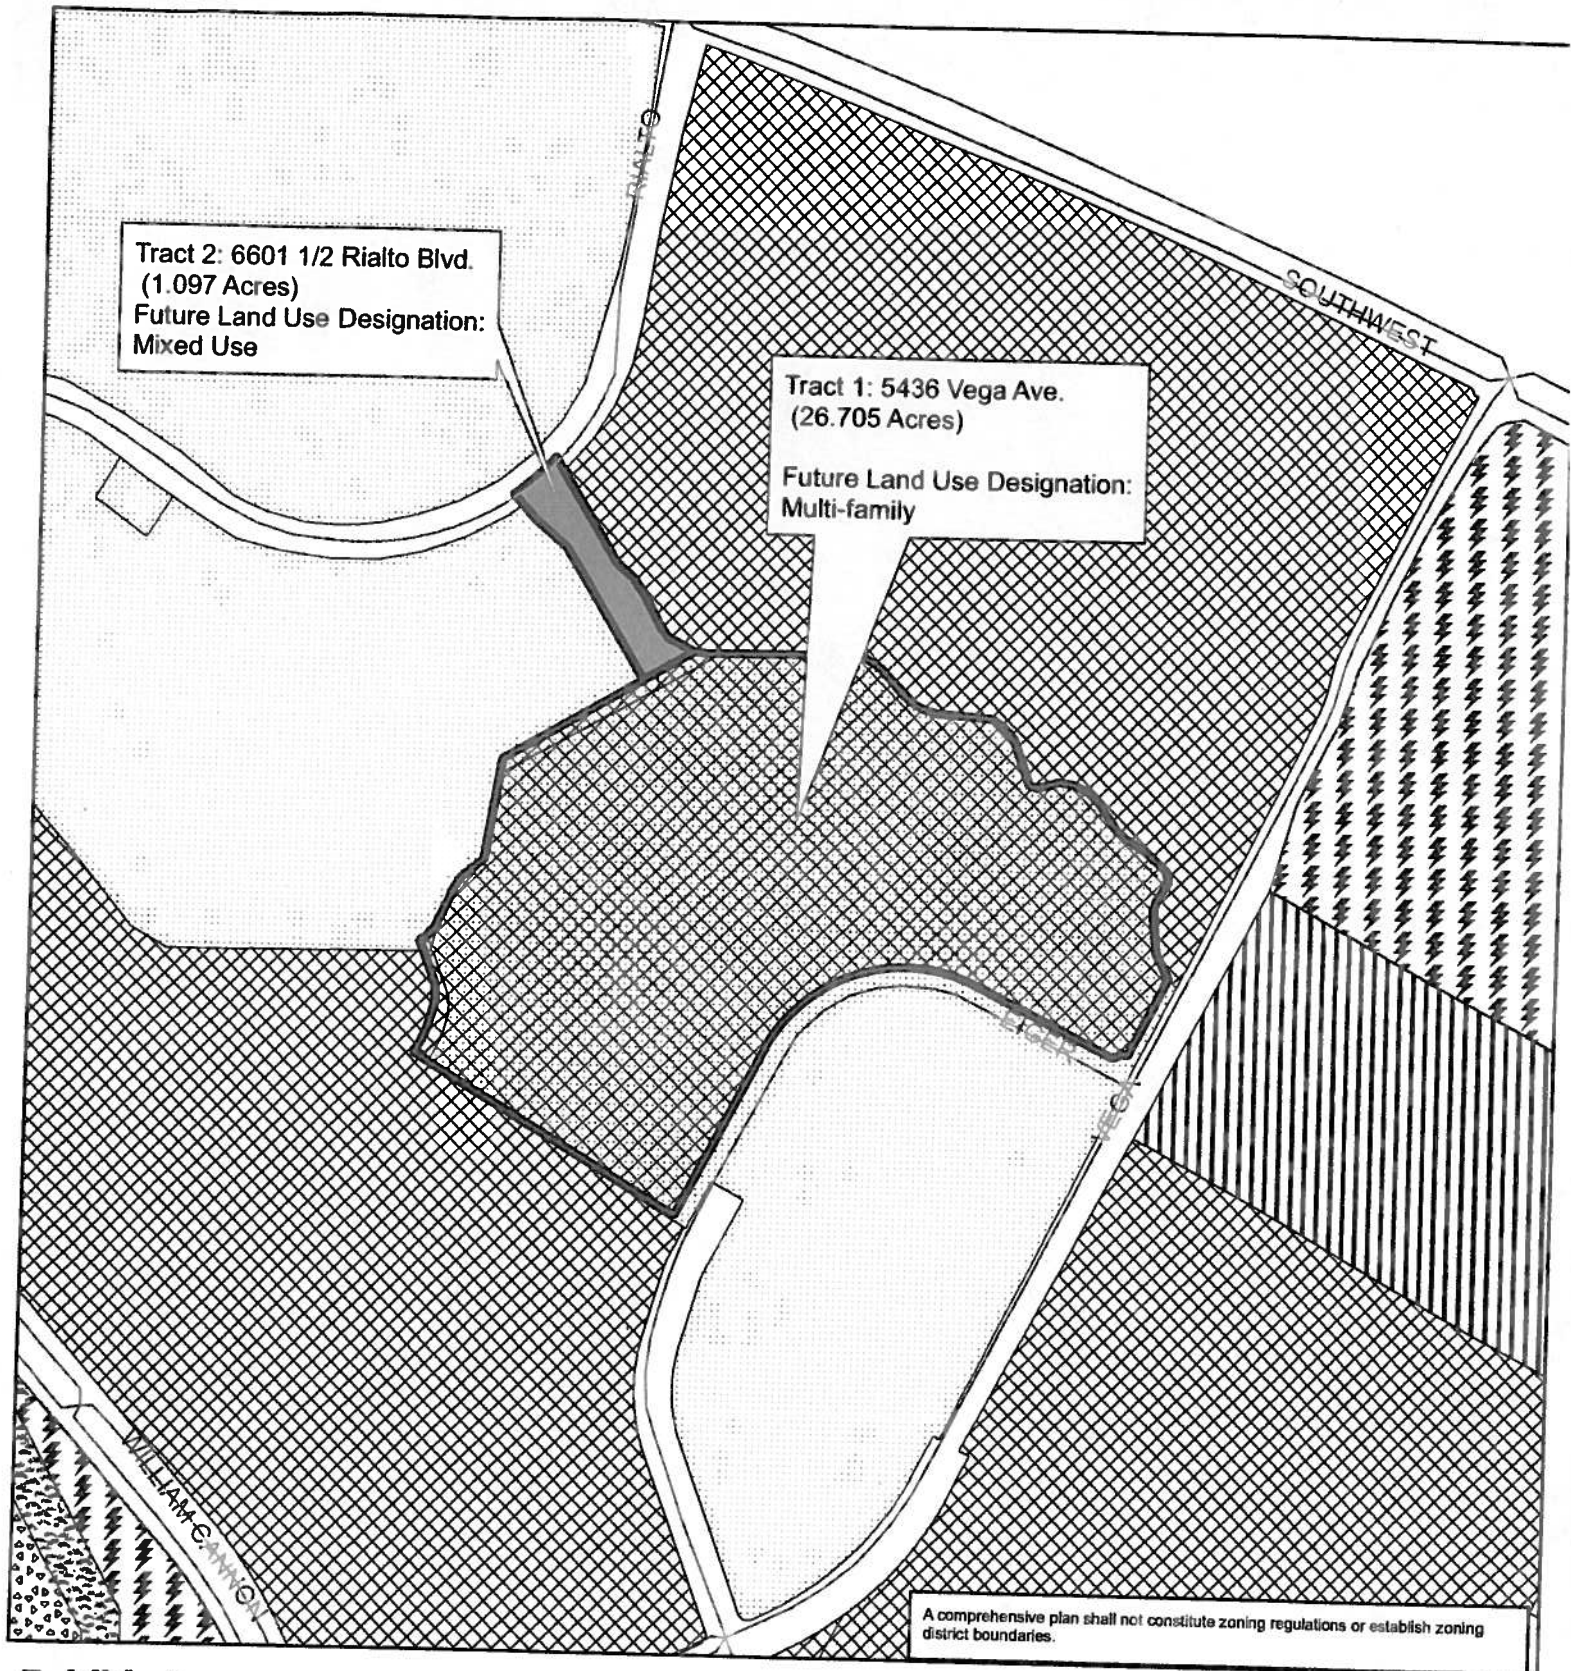 RIALTO
Tract 2: 6601 1/2 Rialto Blvd.
(1.097 Acres)
Future Land Use Designation:
Mixed Use
SOUTHWEST
Tract 1: 5436 Vega Ave.
(26.705 Acres)
Future Land Use Designation:
Multi-family
EIGER
VEGA
WILLIAM CANNON
A comprehensive plan shall not constitute zoning regulations or establish zoning
district boundaries.